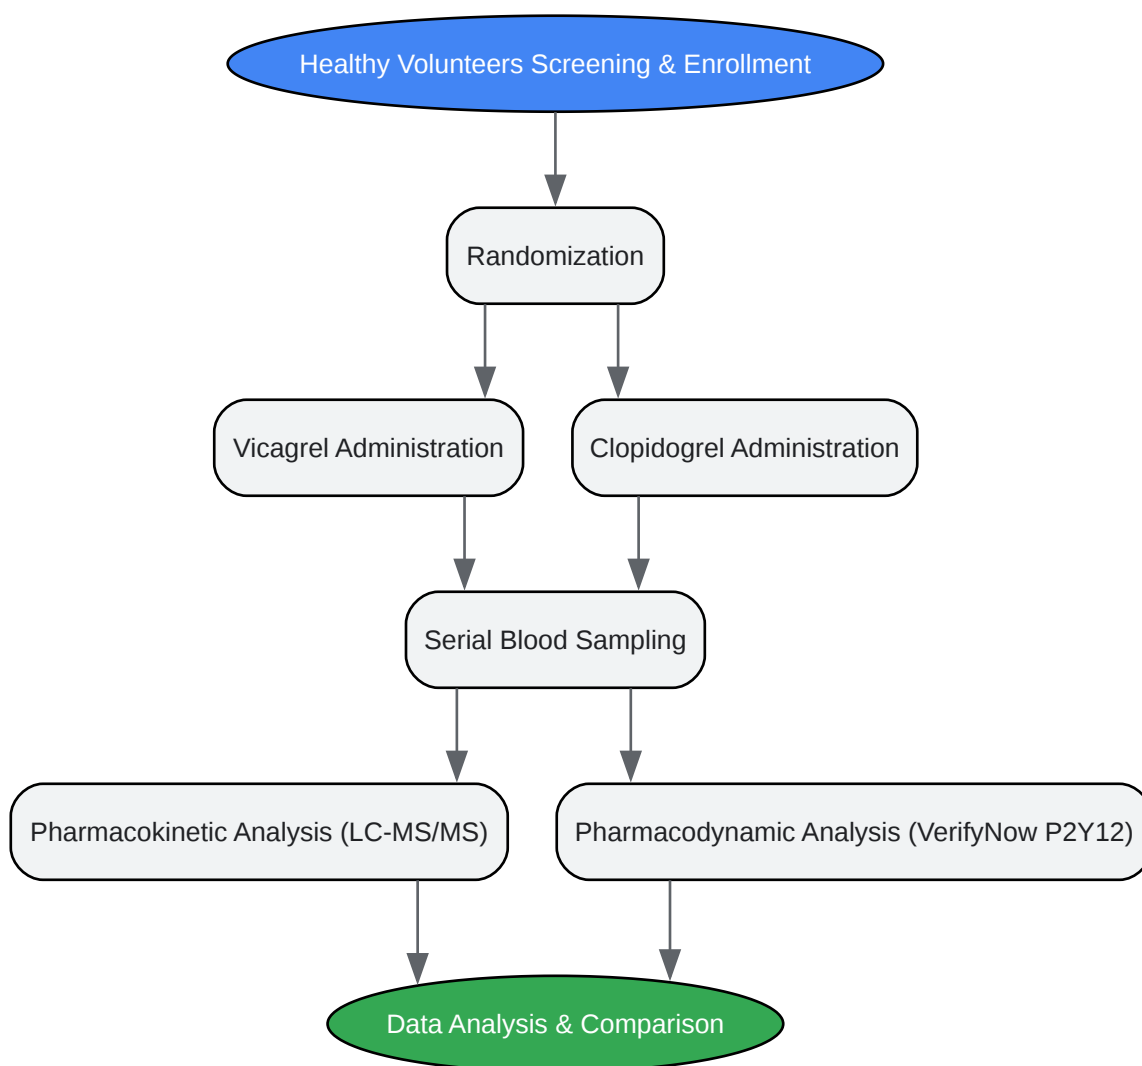 Healthy Volunteers Screening & Enrollment
Randomization
Vicagrel Administration
Clopidogrel Administration
Serial Blood Sampling
Pharmacokinetic Analysis (LC-MS/MS)
Pharmacodynamic Analysis (VerifyNow P2Y12)
Data Analysis & Comparison